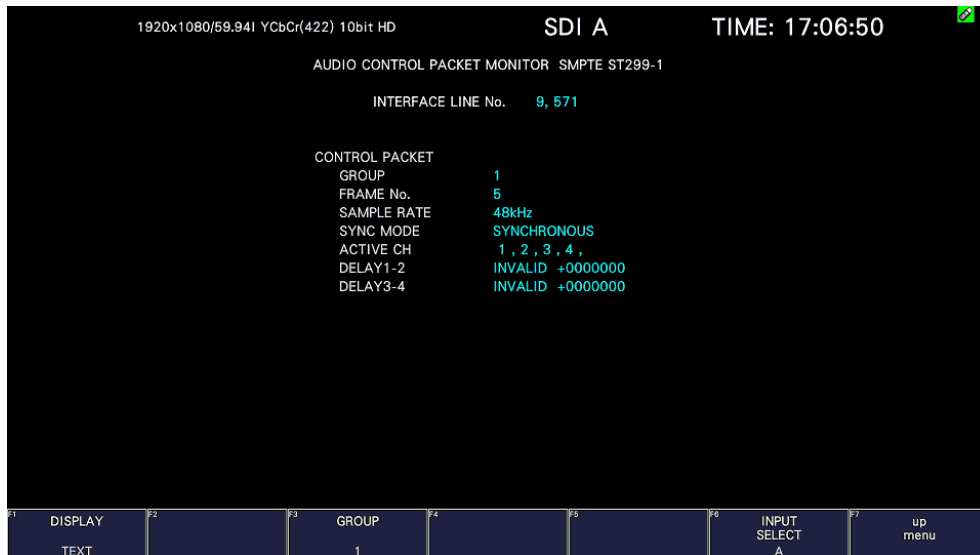 1920x1080/59.94I YCbCr(422) 10bit HD SDI A TIME: 17:06:50
AUDIO CONTROL PACKET MONITOR SMPTE ST299-1
INTERFACE LINE No. 9, 571
CONTROL PACKET
GROUP 1
FRAME No. 5
SAMPLE RATE 48kHz
SYNC MODE SYNCHRONOUS
ACTIVE CH 1 , 2 , 3 , 4 ,
DELAY1-2 INVALID +0000000
DELAY3-4 INVALID +0000000
F1 DISPLAY F2 F3 GROUP F4 F5 F6 INPUT F7 up
SELECT menu
TEXT 1 A